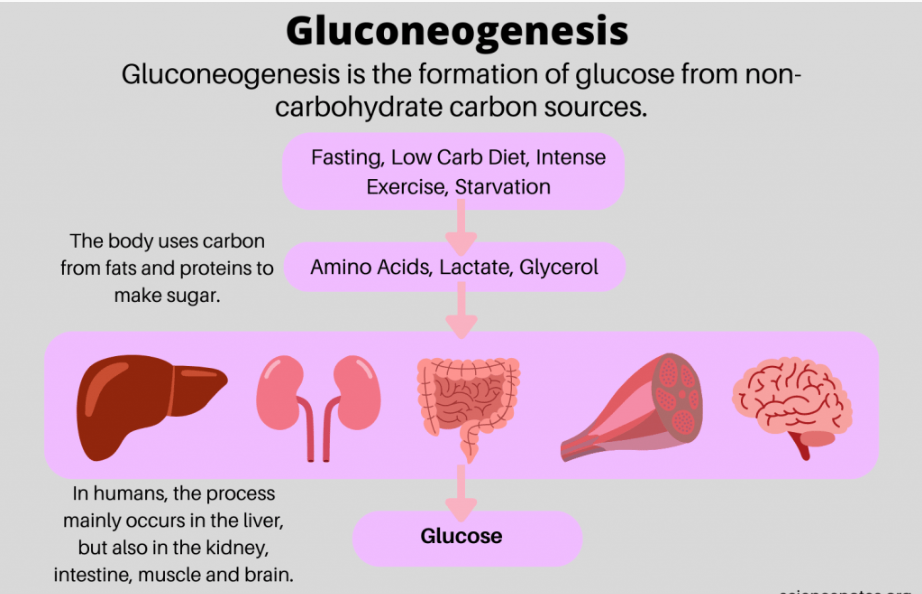 Gluconeogenesis
Gluconeogenesis is the formation of glucose from non-
carbohydrate carbon sources.
Fasting, Low Carb Diet, Intense
Exercise, Starvation
The body uses carbon
from fats and proteins to
make sugar.
Amino Acids, Lactate, Glycerol
In humans, the process
mainly occurs in the liver,
but also in the kidney,
intestine, muscle and brain.
Glucose